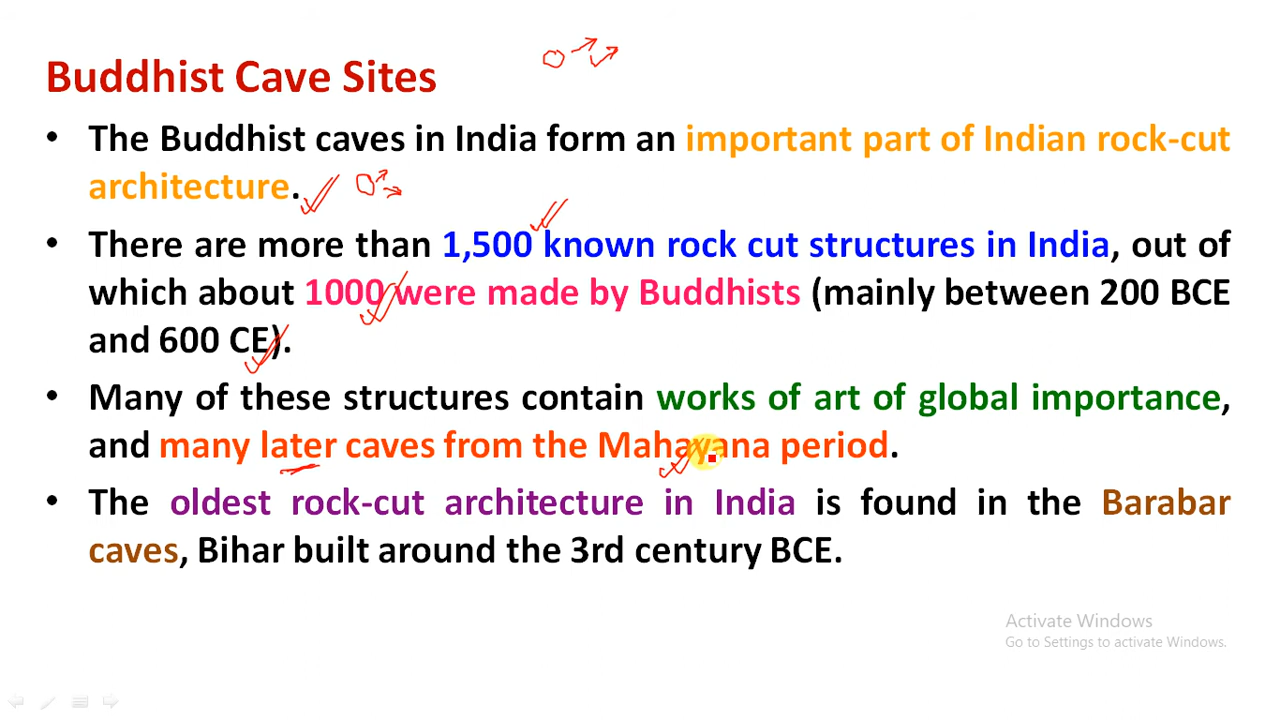 Buddhist Cave Sites
• The Buddhist caves in India form an important part of Indian rock-cut
architecture.
• There are more than 1,500 known rock cut structures in India, out of
which about 1000 were made by Buddhists (mainly between 200 BCE
and 600 CE).
• Many of these structures contain works of art of global importance,
and many later caves from the Mahayana period.
• The oldest rock-cut architecture in India is found in the Barabar
caves, Bihar built around the 3rd century BCE.
Activate Windows
Go to Settings to activate Windows.